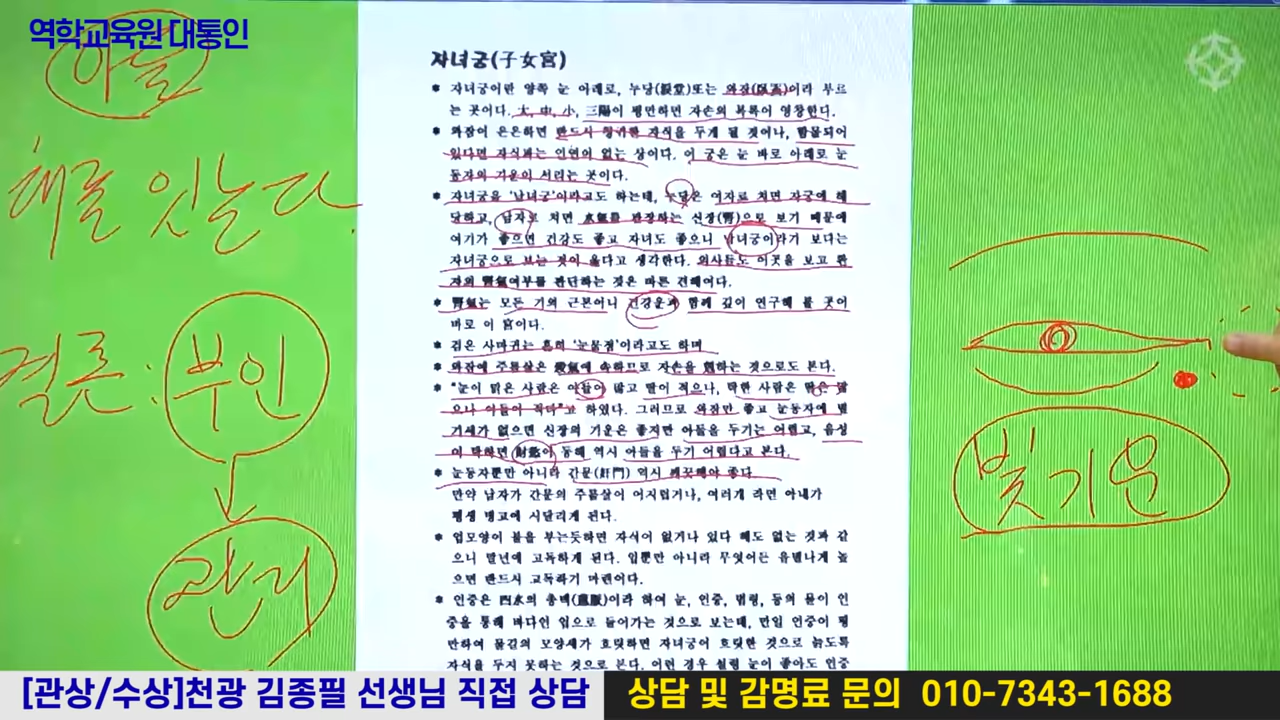 역학교육원 대통인
아들
해로 있는다.
결론: 부인
관리
자녀궁(子女宮)
* 자녀궁이란 양쪽 눈 아래로, 누당(淚堂)또는 와잠(臥蠶)이라 부르
는 곳이다. 太, 中, 小, 三陽이 평만하면 자손의 복록이 영창한다.
* 와잠이 은은하면 반드시 자식을 두게 될 것이나, 함몰되어
있다면 자식과는 인연이 없는 상이다. 이 궁은 눈 바로 아래로 눈
동자의 기운이 서리는 곳이다.
* 자녀궁을 '남녀궁'이라고도 하는데, 누당은 여자로 치면 자궁에 해
당하고, 남자로 치면 水氣를 관장하는 신장(腎)으로 보기 때문에
여기가 좋으면 건강도 좋고 자녀도 좋으니 남녀궁이라기 보다는
자녀궁으로 보는 것이 옳다고 생각한다. 의사들도 이곳을 보고 환
자의 腎氣여부를 판단하는 것은 바른 견해이다.
* 腎氣는 모든 기의 근본이니 건강운과 함께 깊이 연구해 볼 곳이
바로 이 宮이다.
* 검은 사마귀는 흔히 '눈물점'이라고도 하며
* 와잠에 주름살은 殺氣에 속하므로 자손을 剋하는 것으로도 본다.
* "눈이 맑은 사람은 아들이 많고 딸이 적으나, 탁한 사람은 딸은 많
으나 아들이 적다"고 하였다. 그러므로 와잠만 좋고 눈동자에 별
기세가 없으면 신장의 기운은 좋지만 아들을 두기는 어렵고, 음성
이 탁하면 동해 역시 아들을 두기 어렵다고 본다.
* 눈동자뿐만 아니라 간문(奸門) 역시 깨끗해야 좋다.
만약 남자가 간문의 주름살이 어지럽거나, 여러개 라면 아내가
평생 병고에 시달리게 된다.
* 입모양이 불을 부는듯하면 자식이 없거나 있다 해도 없는 것과 같
으니 말년에 고독하게 된다. 입뿐만 아니라 무엇이든 유별나게 높
으면 반드시 고독하기 마련이다.
* 인중은 四水의 총맥(總脈)이라 하여 눈, 인중, 법령, 등의 물이 인
중을 통해 바다인 입으로 들어가는 것으로 보는데, 만일 인중이 평
만하여 물길의 모양새가 흐릿하면 자녀궁이 흐릿한 것으로 늙도록
자식을 두지 못하는 것으로 본다. 이런 경우 설령 눈이 좋아도 인중
빛기운
[관상/수상]천광 김종필 선생님 직접 상담
상담 및 감명료 문의 010-7343-1688